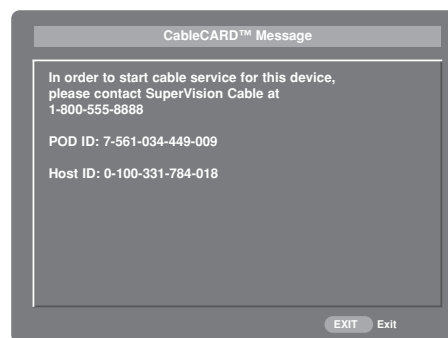 CableCARD™ Message
In order to start cable service for this device,
please contact SuperVision Cable at
1-800-555-8888
POD ID: 7-561-034-449-009
Host ID: 0-100-331-784-018
EXIT Exit